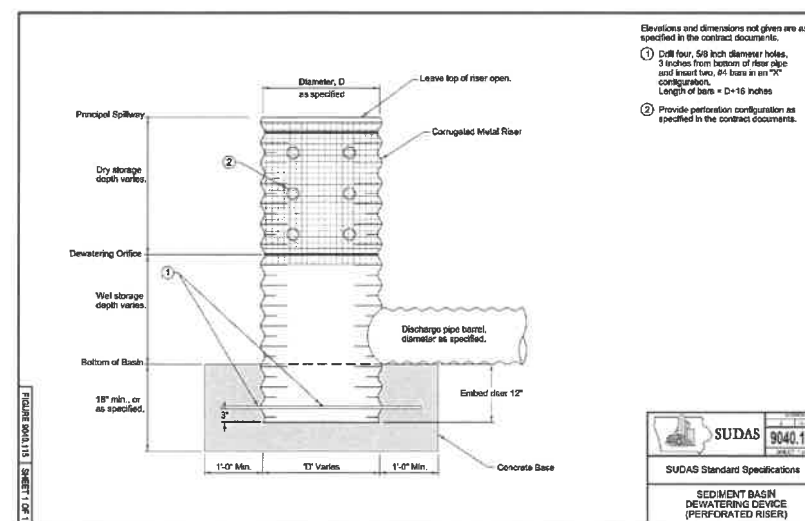 Elevations and dimensions not given are as
specified in the contract documents.
1 Drill four, 5/8 inch diameter holes,
3 inches from bottom of riser pipe
and insert two, #4 bars in an "X"
configuration.
Length of bars = D+16 inches
2 Provide perforation configuration as
specified in the contract documents.
Diameter, D
as specified
Leave top of riser open.
Principal Spillway
Corrugated Metal Riser
2
Dry storage
depth varies.
Dewatering Orifice
1
Wet storage
depth varies.
Discharge pipe barrel,
diameter as specified.
Bottom of Basin
18" min., or
as specified.
3"
Embed riser 12"
1'-0" Min.
'D' Varies
1'-0" Min.
Concrete Base
FIGURE 9040.115 SHEET 1 OF 1
SUDAS
9040.1
SUDAS Standard Specifications
SEDIMENT BASIN
DEWATERING DEVICE
(PERFORATED RISER)